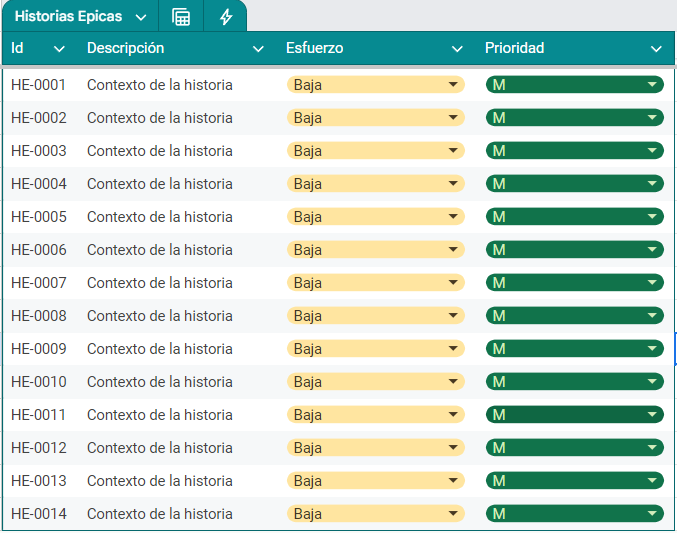 Historias Epicas
Id Descripción Esfuerzo Prioridad
HE-0001 Contexto de la historia Baja M
HE-0002 Contexto de la historia Baja M
HE-0003 Contexto de la historia Baja M
HE-0004 Contexto de la historia Baja M
HE-0005 Contexto de la historia Baja M
HE-0006 Contexto de la historia Baja M
HE-0007 Contexto de la historia Baja M
HE-0008 Contexto de la historia Baja M
HE-0009 Contexto de la historia Baja M
HE-0010 Contexto de la historia Baja M
HE-0011 Contexto de la historia Baja M
HE-0012 Contexto de la historia Baja M
HE-0013 Contexto de la historia Baja M
HE-0014 Contexto de la historia Baja M